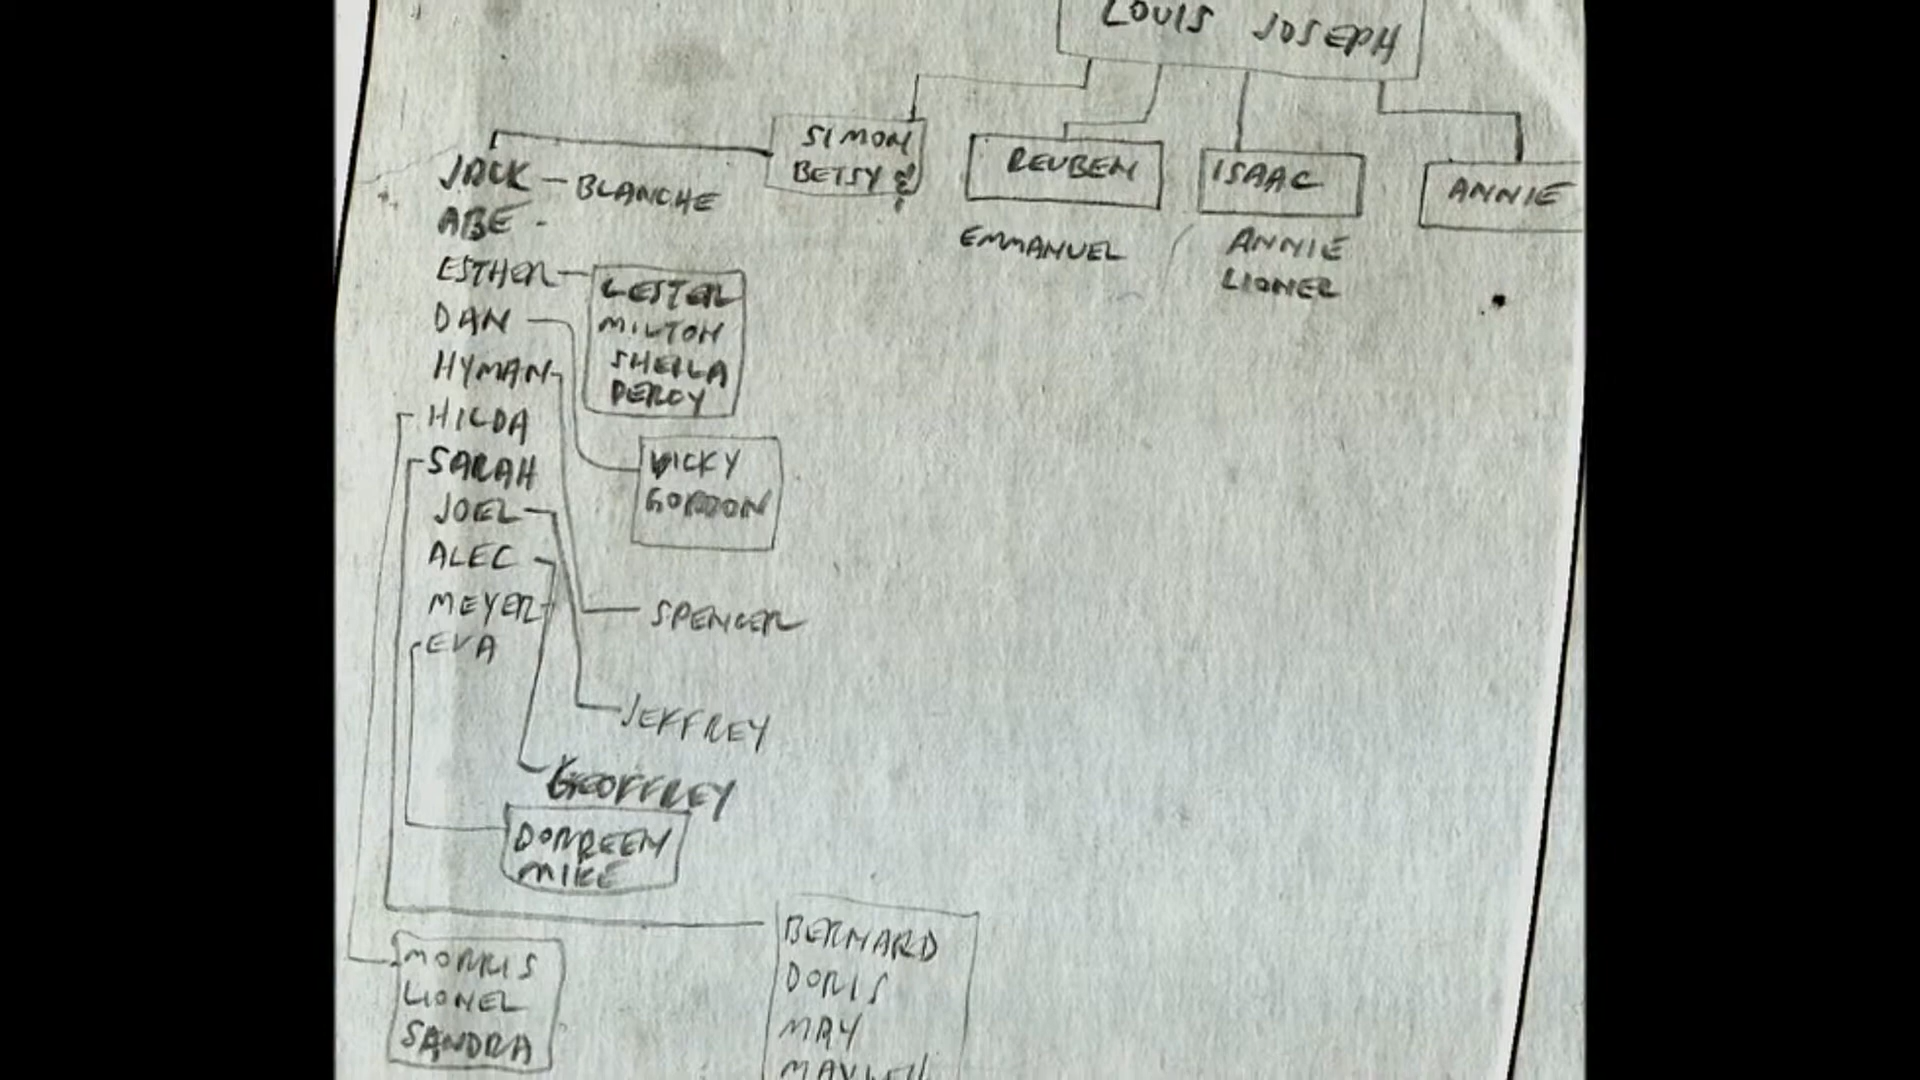 LOUIS JOSEPH
SIMON
BETSY &
REUBEN
ISAAC
ANNIE
EMMANUEL
ANNIE
LIONEL
JACK - BLANCHE
ABE -
ESTHER
DAN
HYMAN
HILDA
SARAH
JOEL
ALEC
MEYER
EVA
LESTER
MILTON
SHEILA
PERCY
VICKY
GORDON
SPENCER
JEFFREY
GEOFFREY
DORREEN
MIKE
MORRIS
LIONEL
SANDRA
BERNARD
DORIS
MAY